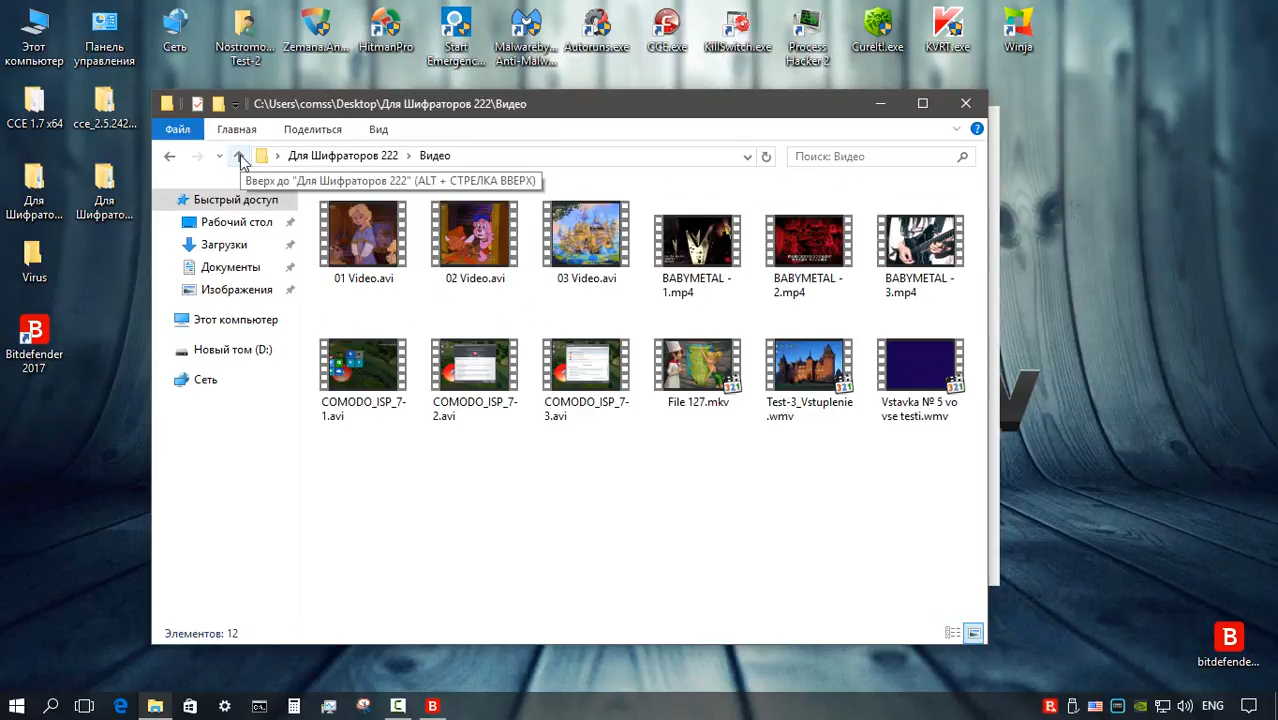 Этот компьютер
Панель управления
Сеть
Nostromo... Test-2
Zemana.An...
HitmanPro
Start Emergenc...
Malwareby... Anti-Malw...
Autoruns.exe
CCE.exe
KillSwitch.exe
Process Hacker 2
CureIt!.exe
KVRT.exe
Winja
CCE 1.7 x64
cce_2.5.242...
Для Шифрато...
Для Шифрато...
Virus
Bitdefender 2017
C:\Users\comss\Desktop\Для Шифраторов 222\Видео
Файл
Главная
Поделиться
Вид
Для Шифраторов 222
Видео
Поиск: Видео
Вверх до "Для Шифраторов 222" (ALT + СТРЕЛКА ВВЕРХ)
Быстрый доступ
Рабочий стол
Загрузки
Документы
Изображения
Этот компьютер
Новый том (D:)
Сеть
01 Video.avi
02 Video.avi
03 Video.avi
BABYMETAL - 1.mp4
BABYMETAL - 2.mp4
BABYMETAL - 3.mp4
COMODO_ISP_7-1.avi
COMODO_ISP_7-2.avi
COMODO_ISP_7-3.avi
File 127.mkv
Test-3_Vstuplenie.wmv
Vstavka № 5 vo vse testi.wmv
Элементов: 12
bitdefende...
ENG